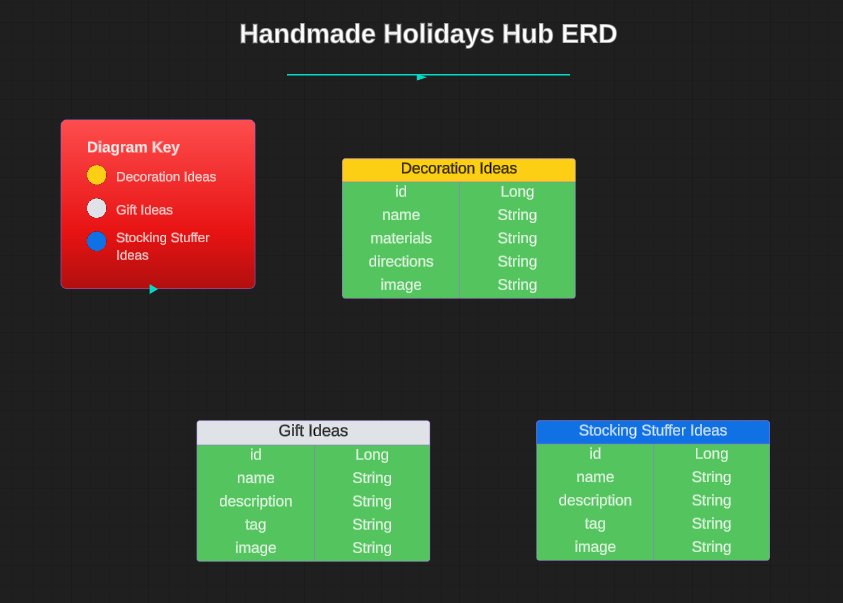 Handmade Holidays Hub ERD
Diagram Key
Decoration Ideas
Gift Ideas
Stocking Stuffer
Ideas
Decoration Ideas
id Long
name String
materials String
directions String
image String
Gift Ideas
id Long
name String
description String
tag String
image String
Stocking Stuffer Ideas
id Long
name String
description String
tag String
image String